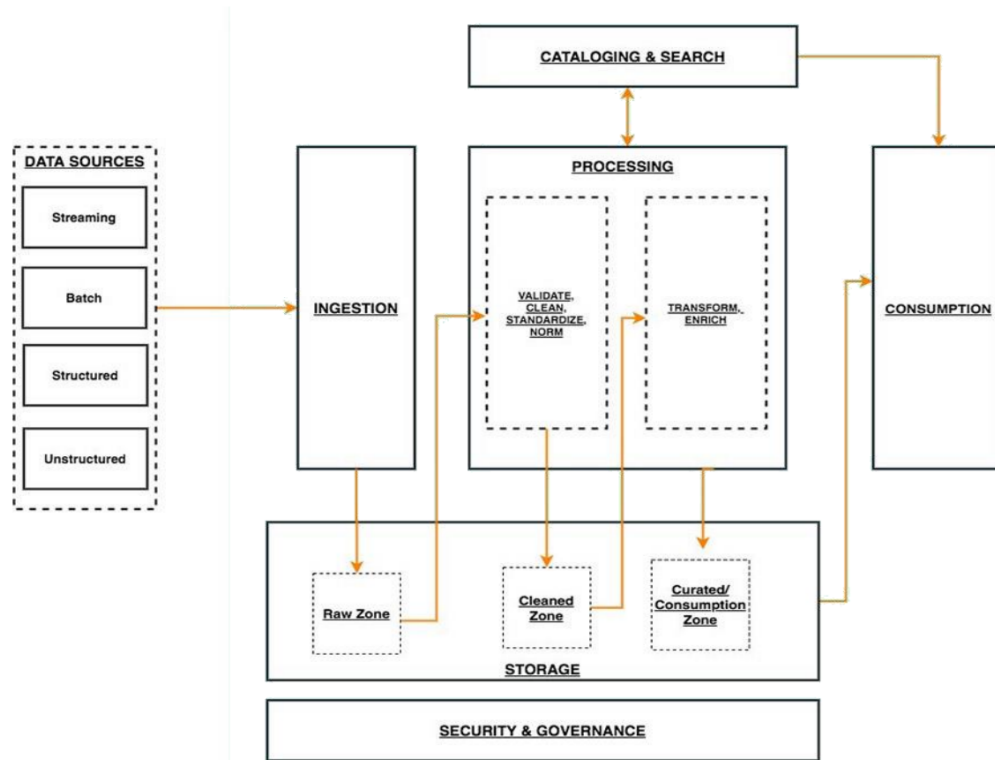 CATALOGING & SEARCH
DATA SOURCES
Streaming
Batch
Structured
Unstructured
INGESTION
PROCESSING
VALIDATE,
CLEAN,
STANDARDIZE,
NORM
TRANSFORM,
ENRICH
CONSUMPTION
Raw Zone
Cleaned
Zone
Curated/
Consumption
Zone
STORAGE
SECURITY & GOVERNANCE